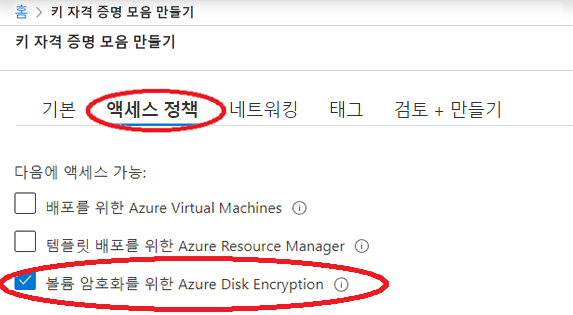 홈 > 키 자격 증명 모음 만들기
키 자격 증명 모음 만들기
기본 액세스 정책 네트워킹 태그 검토 + 만들기
다음에 액세스 가능:
배포를 위한 Azure Virtual Machines
템플릿 배포를 위한 Azure Resource Manager
볼륨 암호화를 위한 Azure Disk Encryption